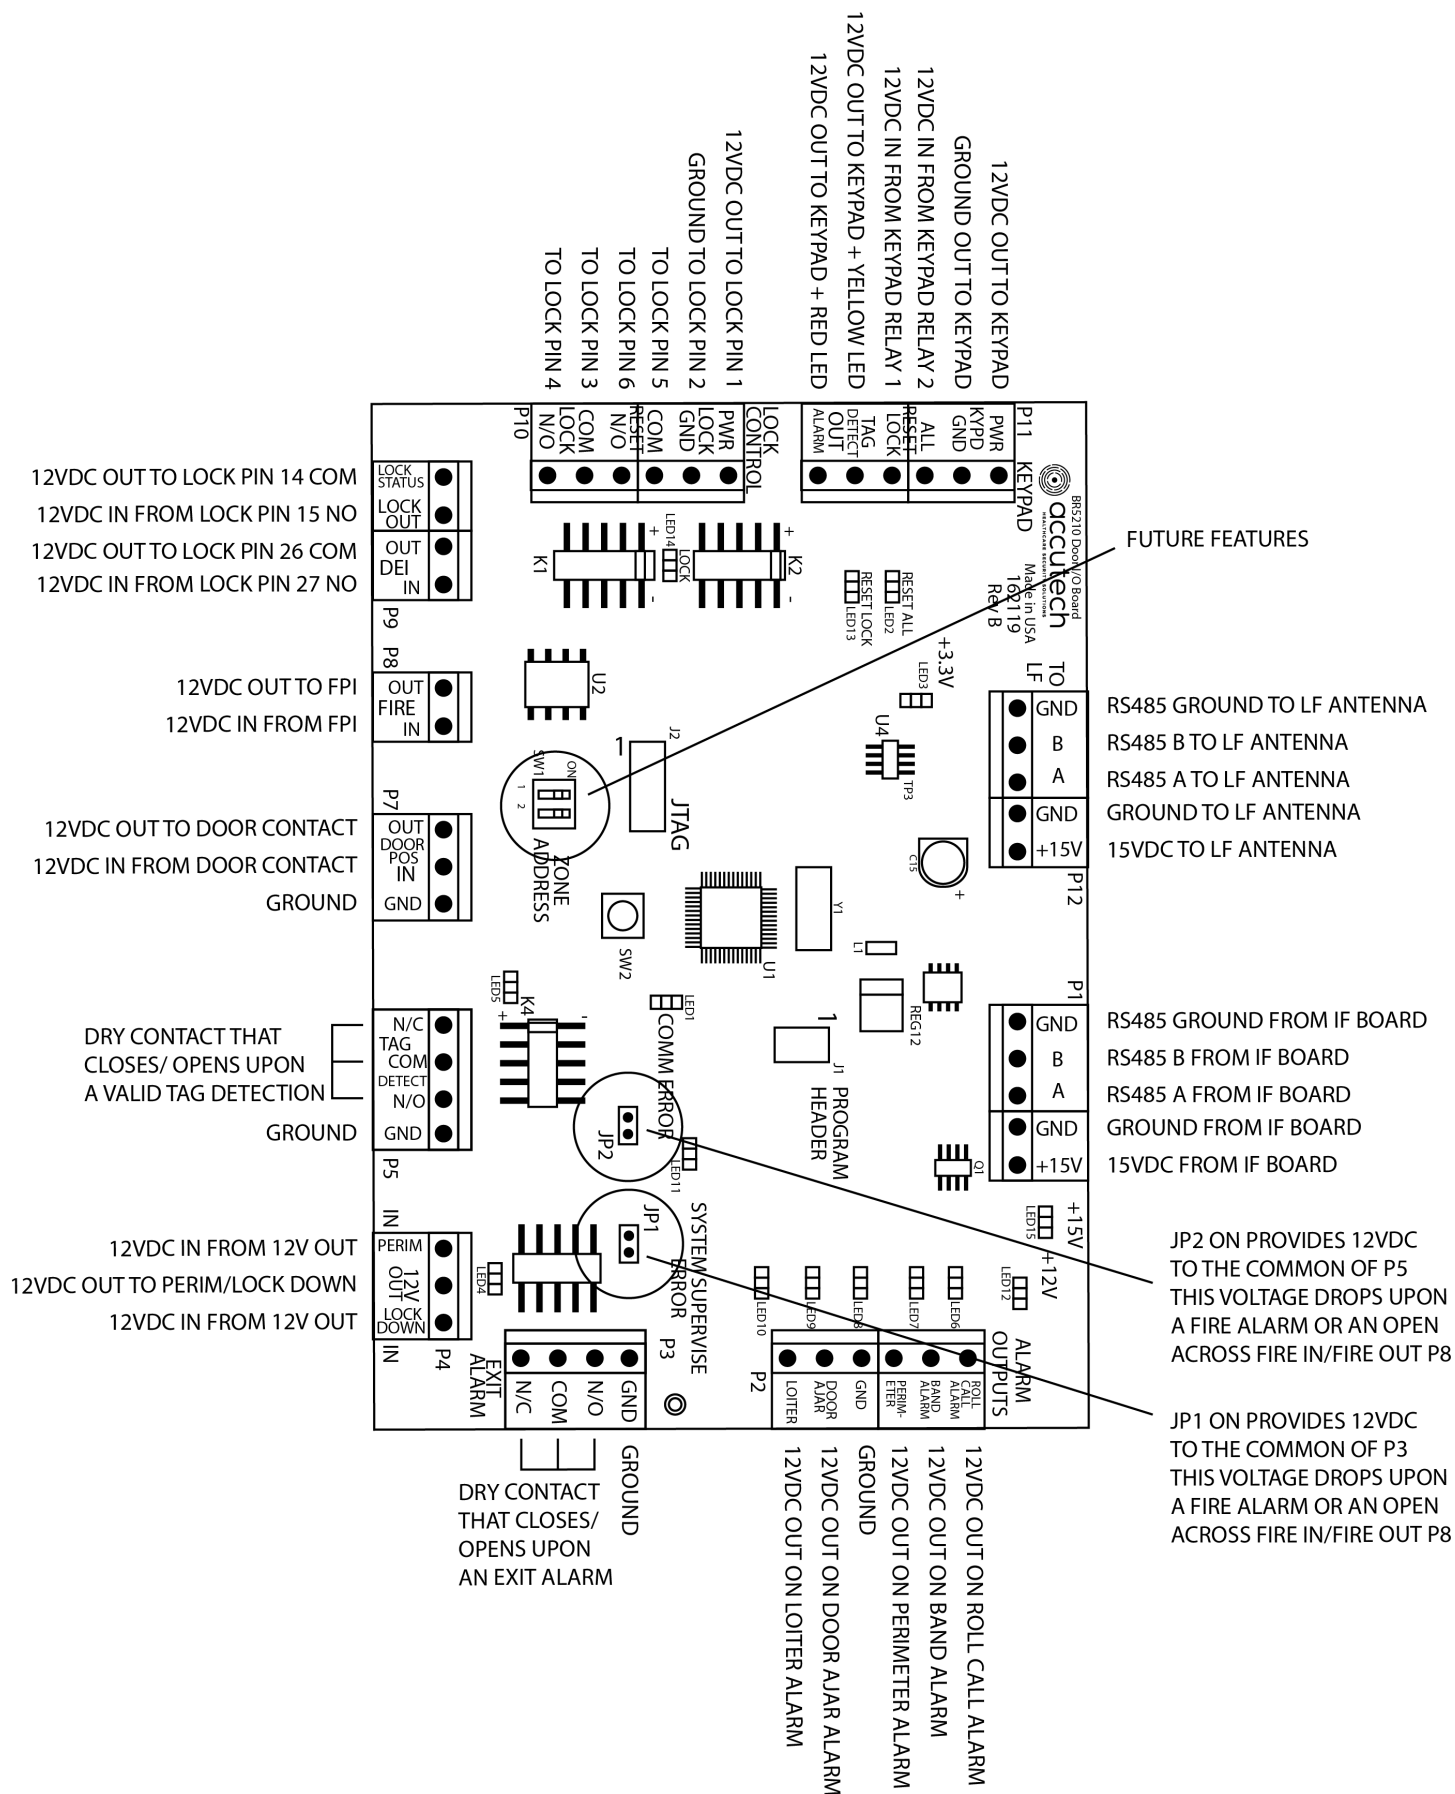 12VDC OUT TO LOCK PIN 1
GROUND TO LOCK PIN 2
TO LOCK PIN 5
TO LOCK PIN 6
TO LOCK PIN 3
TO LOCK PIN 4
12VDC OUT TO KEYPAD
GROUND OUT TO KEYPAD
12VDC IN FROM KEYPAD RELAY 2
12VDC IN FROM KEYPAD RELAY 1
12VDC OUT TO KEYPAD + YELLOW LED
12VDC OUT TO KEYPAD + RED LED
LOCK
CONTROL
PWR
LOCK
GND
COM
RESET
N/O
COM
LOCK
N/O
P10
P11 KEYPAD
PWR
KYPD
GND
ALL
RESET
LOCK
TAG
DETECT
OUT
ALARM
BR5210 Door I/O Board
accutech
HEALTHCARE SECURITY SOLUTIONS
Made in USA
162119
Rev B
12VDC OUT TO LOCK PIN 14 COM
12VDC IN FROM LOCK PIN 15 NO
12VDC OUT TO LOCK PIN 26 COM
12VDC IN FROM LOCK PIN 27 NO
LOCK
STATUS
LOCK
OUT
OUT
DEI
IN
P9
K1
+
-
LED14
LOCK
K2
+
-
RESET LOCK
LED13
RESET ALL
LED2
FUTURE FEATURES
P8
12VDC OUT TO FPI
12VDC IN FROM FPI
OUT
FIRE
IN
U2
+3.3V
LED3
U4
TP3
TO
LF
GND
B
A
GND
+15V
P12
RS485 GROUND TO LF ANTENNA
RS485 B TO LF ANTENNA
RS485 A TO LF ANTENNA
GROUND TO LF ANTENNA
15VDC TO LF ANTENNA
J2
1
JTAG
SW1
ON
1
2
ZONE
ADDRESS
P7
12VDC OUT TO DOOR CONTACT
12VDC IN FROM DOOR CONTACT
GROUND
OUT
DOOR
POS
IN
GND
C15
+
SW2
U1
Y1
L1
REG12
LED5
K4
+
-
LED1
COMM ERROR
1
J1
PROGRAM
HEADER
P1
GND
B
A
GND
+15V
RS485 GROUND FROM IF BOARD
RS485 B FROM IF BOARD
RS485 A FROM IF BOARD
GROUND FROM IF BOARD
15VDC FROM IF BOARD
DRY CONTACT THAT
CLOSES/ OPENS UPON
A VALID TAG DETECTION
GROUND
N/C
TAG
COM
DETECT
N/O
GND
P5
JP2
LED11
Q1
LED15
+15V
JP1
SYSTEM SUPERVISE
ERROR
IN
12VDC IN FROM 12V OUT
12VDC OUT TO PERIM/LOCK DOWN
12VDC IN FROM 12V OUT
PERIM
12V
OUT
LOCK
DOWN
IN
P4
LED4
LED10
LED9
LED8
LED7
LED6
LED12
+12V
JP2 ON PROVIDES 12VDC
TO THE COMMON OF P5
THIS VOLTAGE DROPS UPON
A FIRE ALARM OR AN OPEN
ACROSS FIRE IN/FIRE OUT P8
EXIT
ALARM
N/C
COM
N/O
GND
P3
P2
LOITER
DOOR
AJAR
GND
PERIM-
ETER
BAND
ALARM
ROLL
CALL
ALARM
ALARM
OUTPUTS
JP1 ON PROVIDES 12VDC
TO THE COMMON OF P3
THIS VOLTAGE DROPS UPON
A FIRE ALARM OR AN OPEN
ACROSS FIRE IN/FIRE OUT P8
DRY CONTACT
THAT CLOSES/
OPENS UPON
AN EXIT ALARM
GROUND
12VDC OUT ON LOITER ALARM
12VDC OUT ON DOOR AJAR ALARM
GROUND
12VDC OUT ON PERIMETER ALARM
12VDC OUT ON BAND ALARM
12VDC OUT ON ROLL CALL ALARM